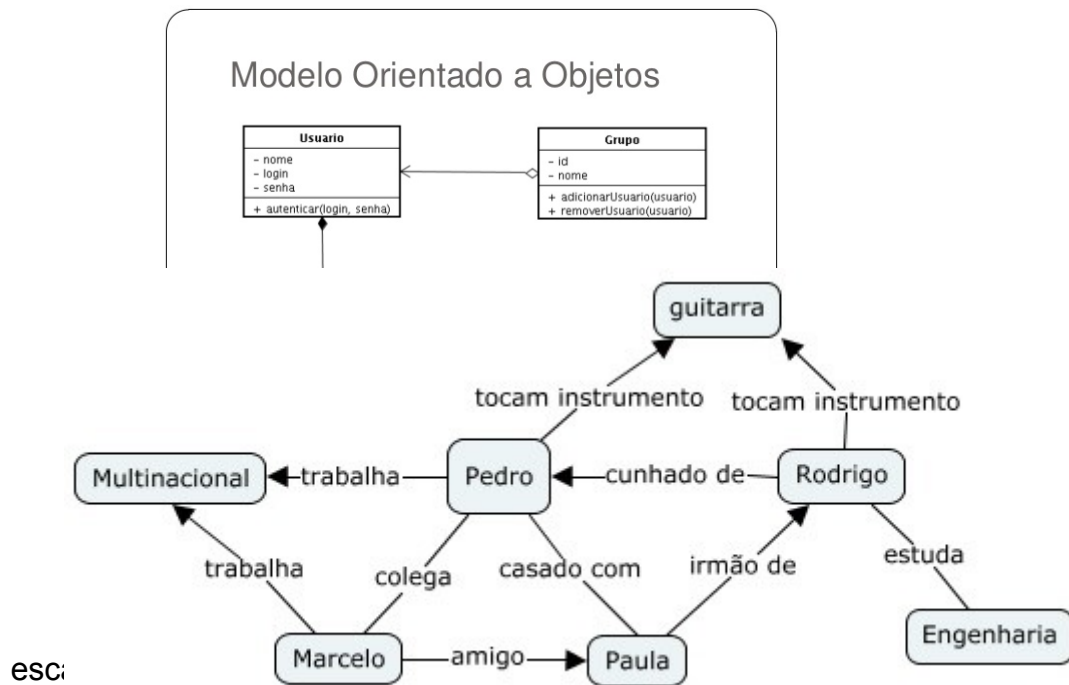 Modelo Orientado a Objetos
Usuario
- nome
- login
- senha
+ autenticar(login, senha)
Grupo
- id
- nome
+ adicionarUsuario(usuario)
+ removerUsuario(usuario)
guitarra
tocam instrumento
tocam instrumento
Multinacional
trabalha
Pedro
cunhado de
Rodrigo
trabalha
colega
casado com
irmão de
estuda
Marcelo
amigo
Paula
Engenharia